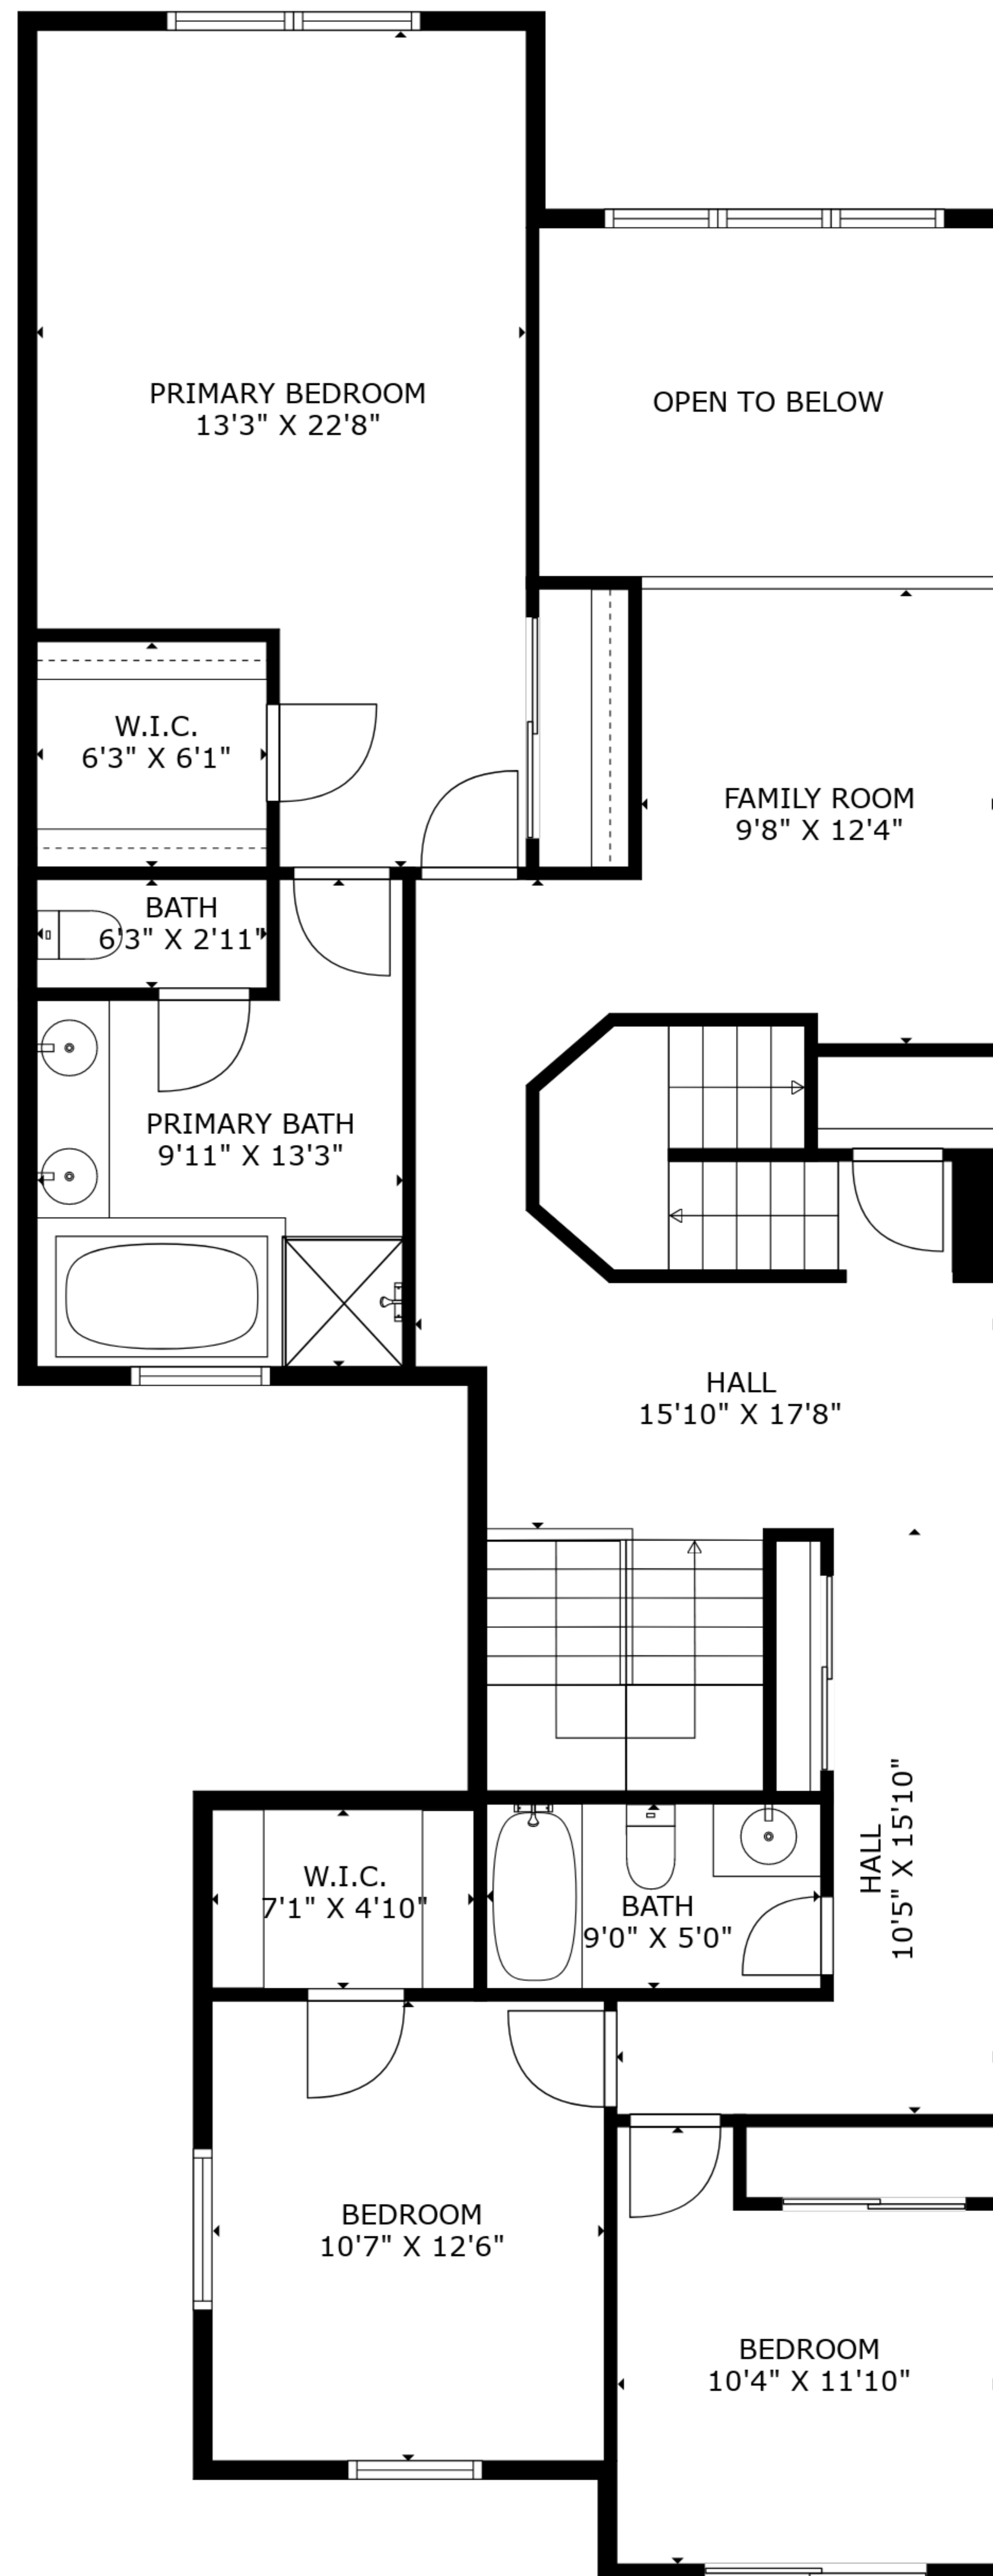 PRIMARY BEDROOM
13'3" X 22'8"
OPEN TO BELOW
W.I.C.
6'3" X 6'1"
FAMILY ROOM
9'8" X 12'4"
BATH
6'3" X 2'11"
PRIMARY BATH
9'11" X 13'3"
HALL
15'10" X 17'8"
HALL
10'5" X 15'10"
W.I.C.
7'1" X 4'10"
BATH
9'0" X 5'0"
BEDROOM
10'7" X 12'6"
BEDROOM
10'4" X 11'10"